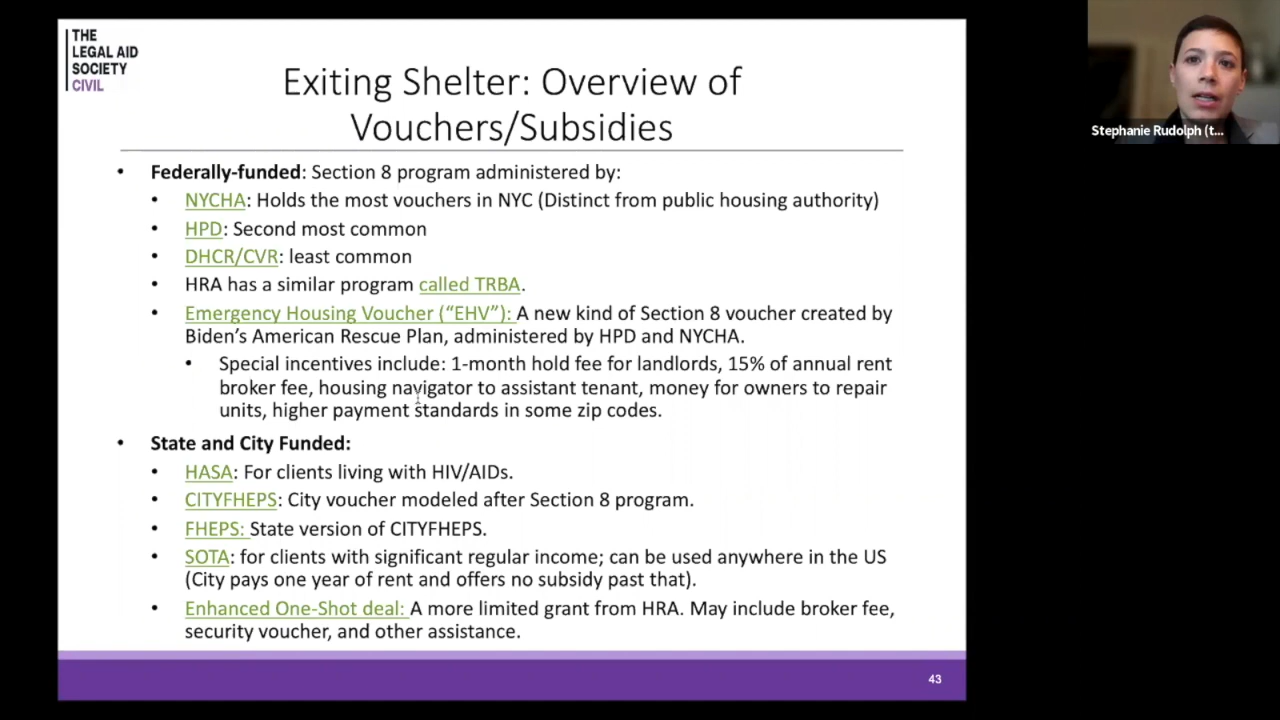 THE
LEGAL AID
SOCIETY
CIVIL
Exiting Shelter: Overview of
Vouchers/Subsidies
• Federally-funded: Section 8 program administered by:
• NYCHA: Holds the most vouchers in NYC (Distinct from public housing authority)
• HPD: Second most common
• DHCR/CVR: least common
• HRA has a similar program called TRBA.
• Emergency Housing Voucher (“EHV”): A new kind of Section 8 voucher created by
Biden’s American Rescue Plan, administered by HPD and NYCHA.
• Special incentives include: 1-month hold fee for landlords, 15% of annual rent
broker fee, housing navigator to assistant tenant, money for owners to repair
units, higher payment standards in some zip codes.
• State and City Funded:
• HASA: For clients living with HIV/AIDs.
• CITYFHEPS: City voucher modeled after Section 8 program.
• FHEPS: State version of CITYFHEPS.
• SOTA: for clients with significant regular income; can be used anywhere in the US
(City pays one year of rent and offers no subsidy past that).
• Enhanced One-Shot deal: A more limited grant from HRA. May include broker fee,
security voucher, and other assistance.
43
Stephanie Rudolph (t...